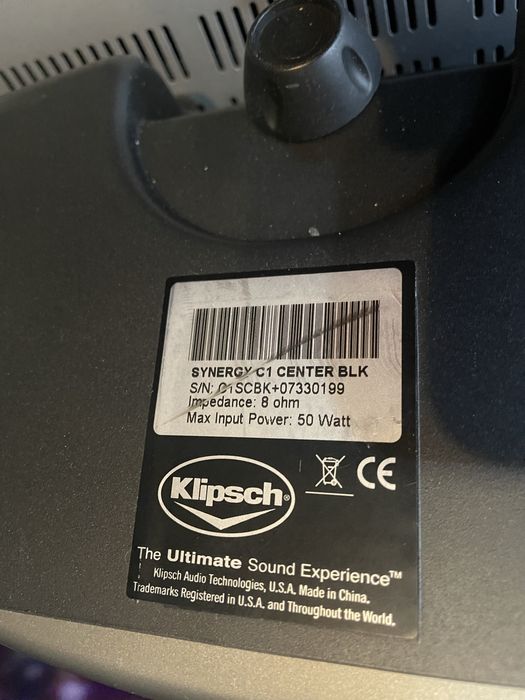 SYNERGY C1 CENTER BLK
S/N: C1SCBK+07330199
Impedance: 8 ohm
Max Input Power: 50 Watt
Klipsch®
CE
The Ultimate Sound Experience™
Klipsch Audio Technologies, U.S.A. Made in China.
Trademarks Registered in U.S.A. and Throughout the World.